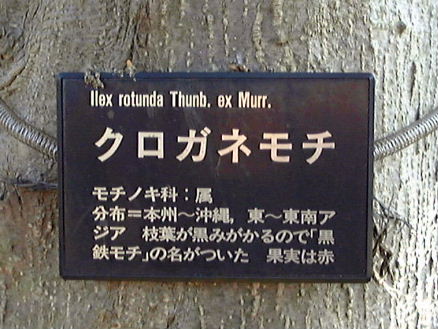 Ilex rotunda Thunb. ex Murr.
クロガネモチ
モチノキ科：属
分布＝本州～沖縄，東～東南ア
ジア　枝葉が黒みがかるので「黒
鉄モチ」の名がついた　果実は赤